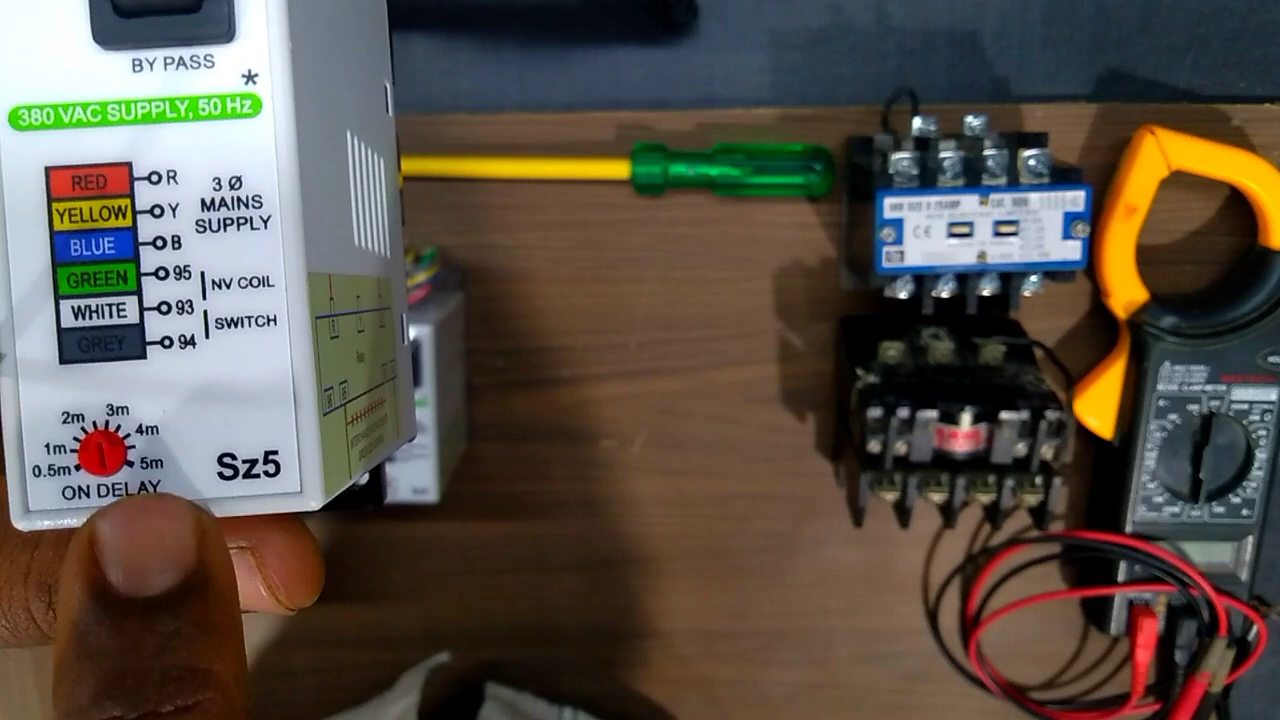 BY PASS
*
380 VAC SUPPLY, 50 Hz
RED R
YELLOW Y
BLUE B
3 Ø
MAINS
SUPPLY
GREEN 95
WHITE 93
GREY 94
NV COIL
SWITCH
2m 3m 4m
1m
0.5m 5m
ON DELAY
Sz5
CE